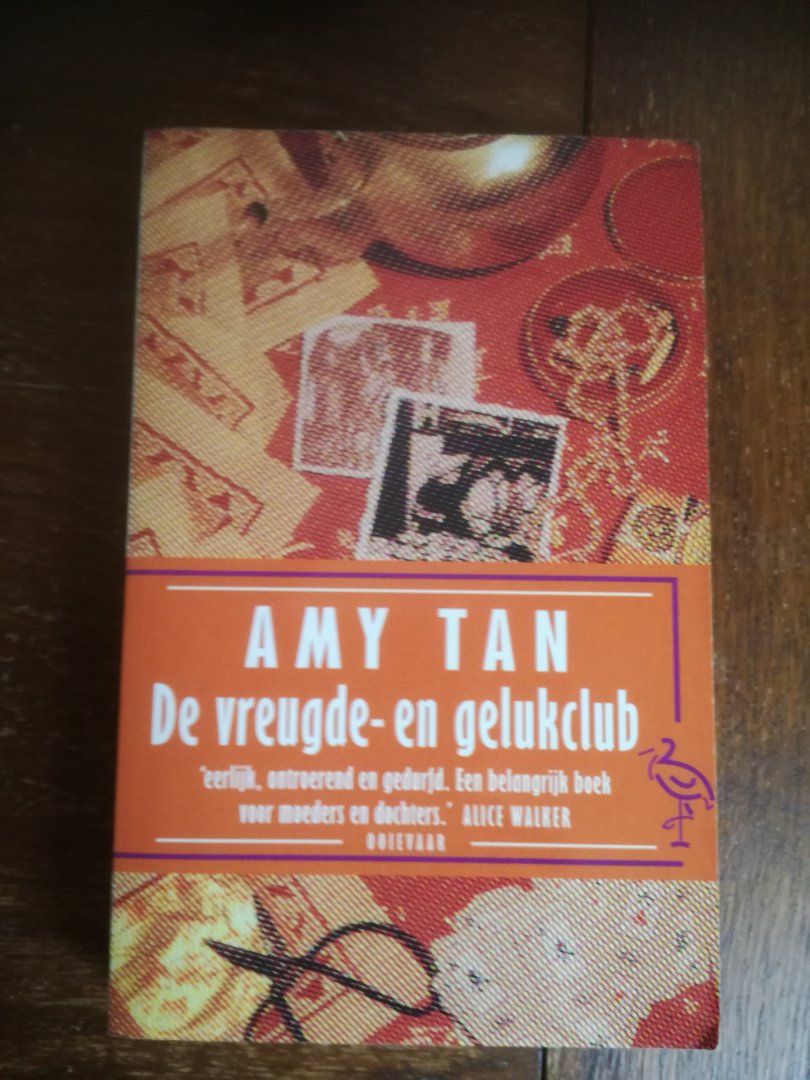 AMY TAN
De vreugde- en gelukclub
'eerlijk, ontroerend en gedurfd. Een belangrijk boek
voor moeders en dochters.' ALICE WALKER
OOIEVAAR